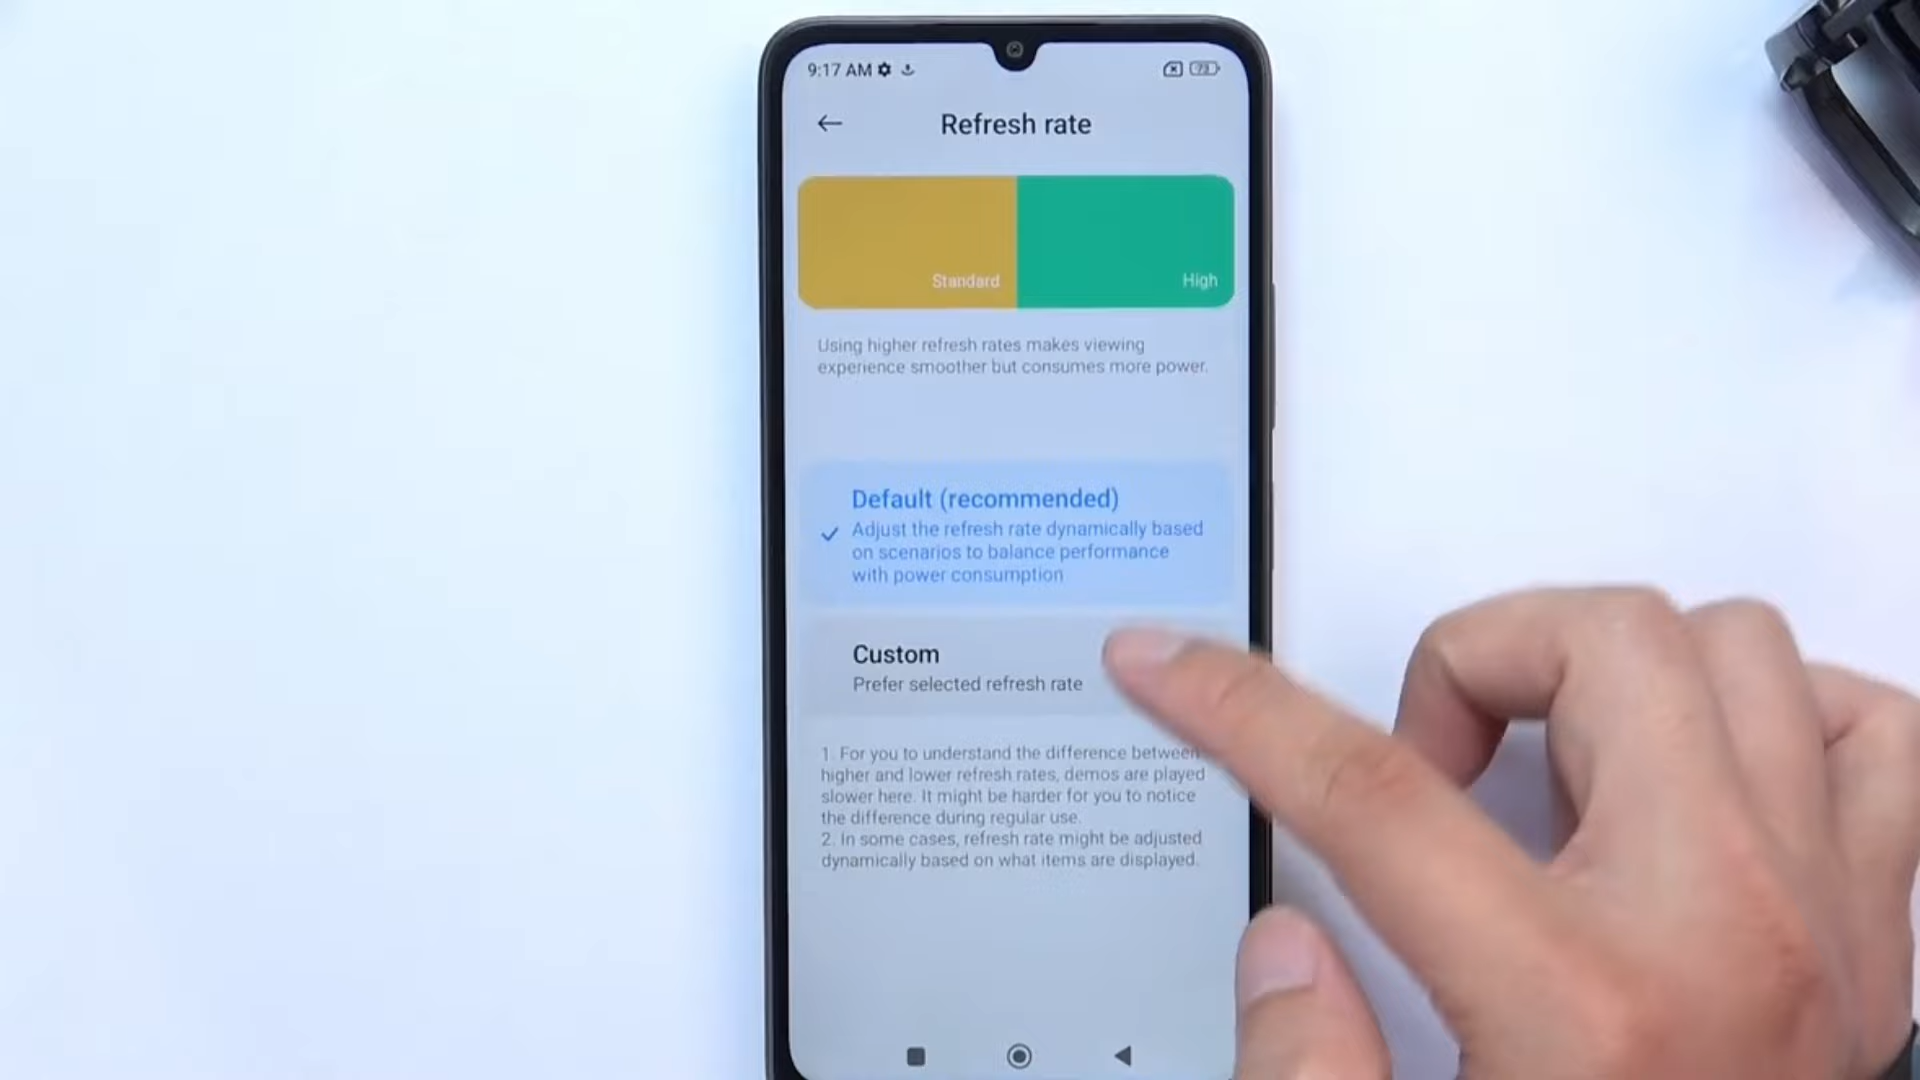 9:17 AM
73
Refresh rate
Standard
High
Using higher refresh rates makes viewing
experience smoother but consumes more power.
Default (recommended)
Adjust the refresh rate dynamically based
on scenarios to balance performance
with power consumption
Custom
Prefer selected refresh rate
1. For you to understand the difference between
higher and lower refresh rates, demos are played
slower here. It might be harder for you to notice
the difference during regular use.
2. In some cases, refresh rate might be adjusted
dynamically based on what items are displayed.